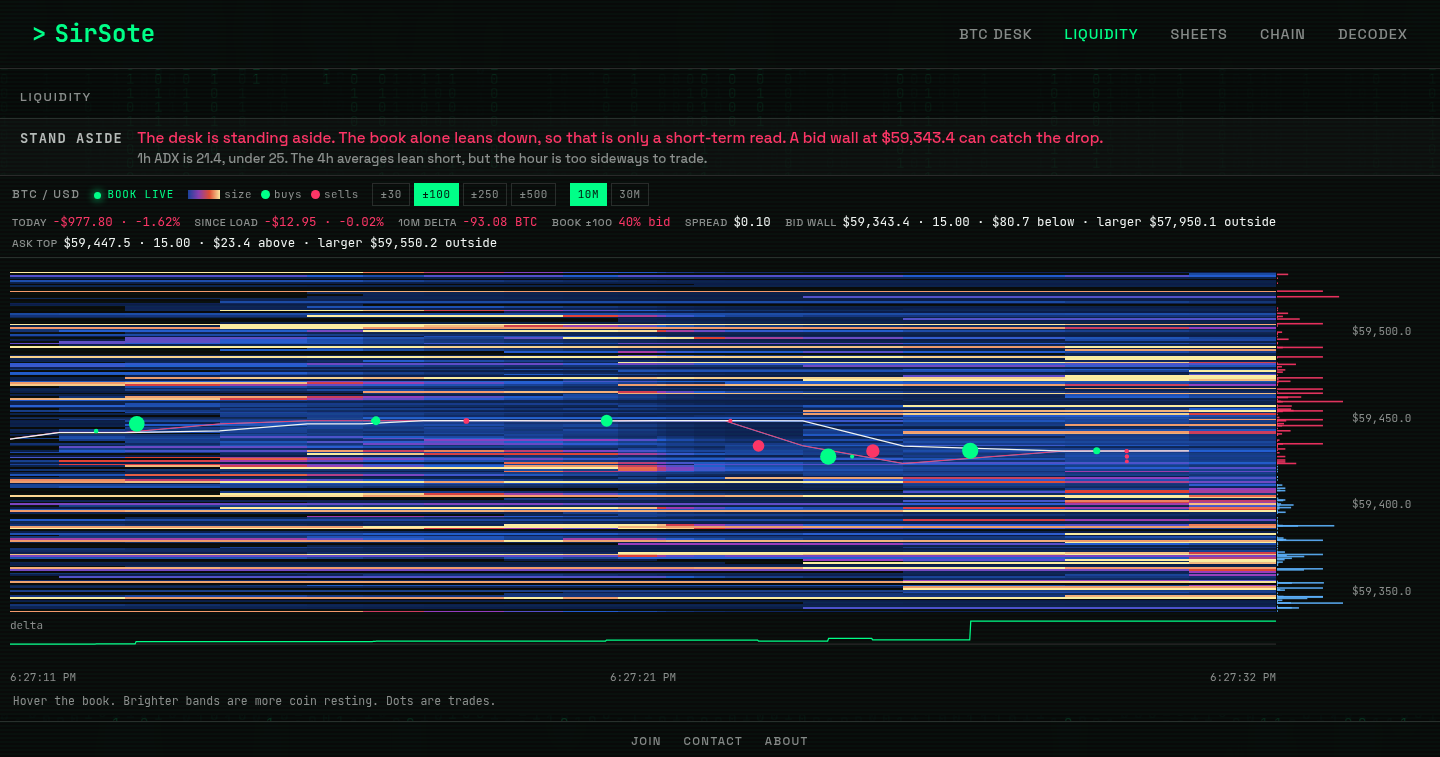 > SirSote
BTC DESK LIQUIDITY SHEETS CHAIN DECODEX
LIQUIDITY
STAND ASIDE The desk is standing aside. The book alone leans down, so that is only a short-term read. A bid wall at $59,343.4 can catch the drop.
1h ADX is 21.4, under 25. The 4h averages lean short, but the hour is too sideways to trade.
BTC / USD BOOK LIVE size buys sells ±30 ±100 ±250 ±500 10M 30M
TODAY -$977.80 · -1.62% SINCE LOAD -$12.95 · -0.02% 10M DELTA -93.08 BTC BOOK ±100 40% bid SPREAD $0.10 BID WALL $59,343.4 · 15.00 · $80.7 below · larger $57,950.1 outside
ASK TOP $59,447.5 · 15.00 · $23.4 above · larger $59,550.2 outside
$59,500.0
$59,450.0
$59,400.0
$59,350.0
delta
6:27:11 PM 6:27:21 PM 6:27:32 PM
Hover the book. Brighter bands are more coin resting. Dots are trades.
JOIN CONTACT ABOUT